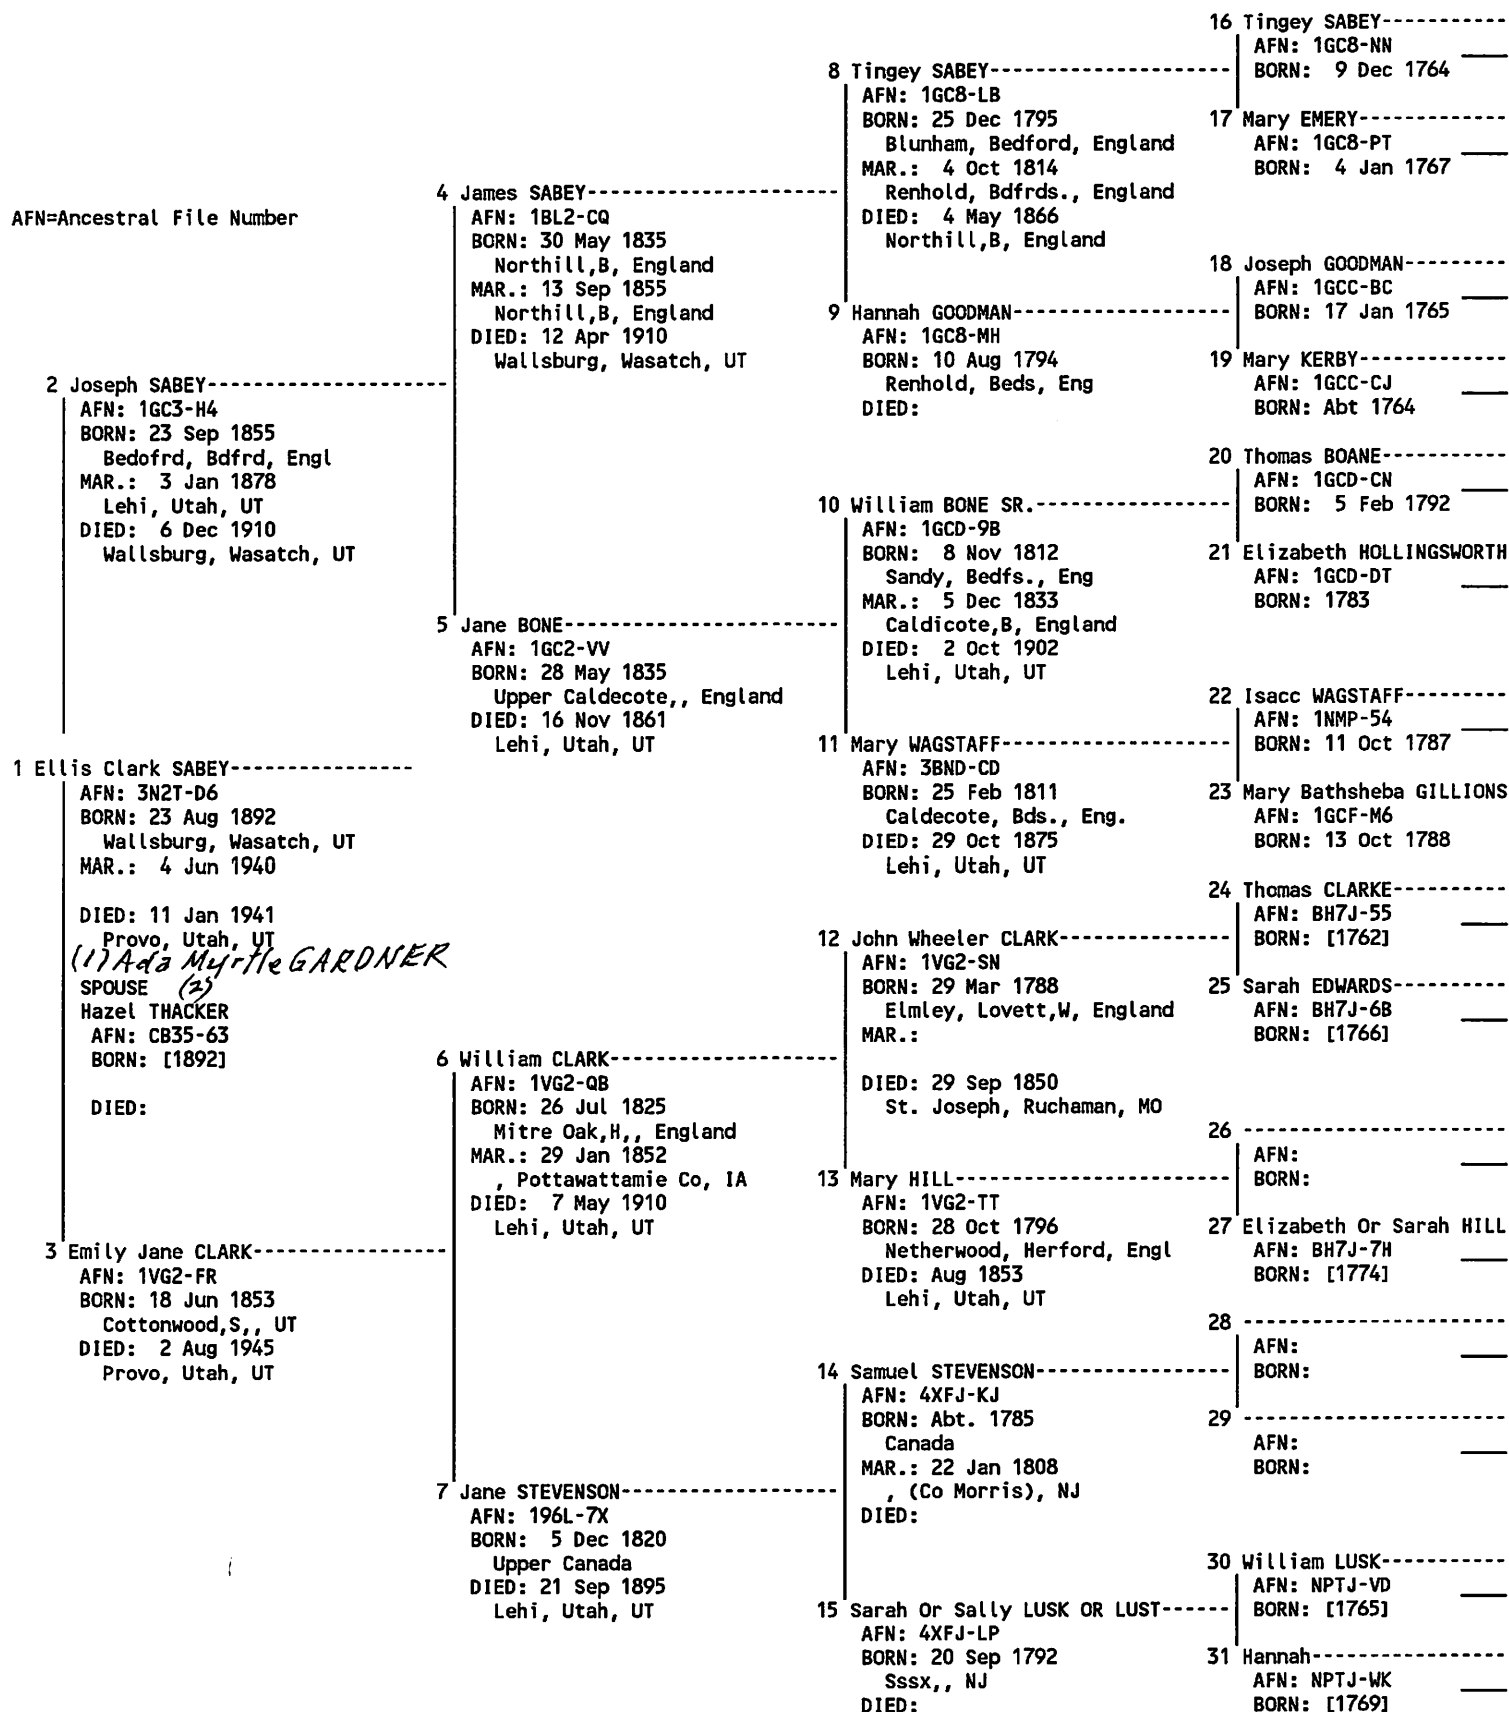 AFN=Ancestral File Number
1 Ellis Clark SABEY----------------
AFN: 3N2T-D6
BORN: 23 Aug 1892
Wallsburg, Wasatch, UT
MAR.: 4 Jun 1940
DIED: 11 Jan 1941
Provo, Utah, UT
(1) Ada Myrtle GARDNER
SPOUSE (2)
Hazel THACKER
AFN: CB35-63
BORN: [1892]
DIED:
2 Joseph SABEY--------------------
AFN: 1GC3-H4
BORN: 23 Sep 1855
Bedofrd, Bdfrd, Engl
MAR.: 3 Jan 1878
Lehi, Utah, UT
DIED: 6 Dec 1910
Wallsburg, Wasatch, UT
3 Emily Jane CLARK----------------
AFN: 1VG2-FR
BORN: 18 Jun 1853
Cottonwood,S,, UT
DIED: 2 Aug 1945
Provo, Utah, UT
4 James SABEY---------------------
AFN: 1BL2-CQ
BORN: 30 May 1835
Northill,B, England
MAR.: 13 Sep 1855
Northill,B, England
DIED: 12 Apr 1910
Wallsburg, Wasatch, UT
5 Jane BONE-----------------------
AFN: 1GC2-VV
BORN: 28 May 1835
Upper Caldecote,, England
DIED: 16 Nov 1861
Lehi, Utah, UT
6 William CLARK-------------------
AFN: 1VG2-QB
BORN: 26 Jul 1825
Mitre Oak,H,, England
MAR.: 29 Jan 1852
, Pottawattamie Co, IA
DIED: 7 May 1910
Lehi, Utah, UT
7 Jane STEVENSON------------------
AFN: 196L-7X
BORN: 5 Dec 1820
Upper Canada
DIED: 21 Sep 1895
Lehi, Utah, UT
8 Tingey SABEY--------------------
AFN: 1GC8-LB
BORN: 25 Dec 1795
Blunham, Bedford, England
MAR.: 4 Oct 1814
Renhold, Bdfrds., England
DIED: 4 May 1866
Northill,B, England
9 Hannah GOODMAN------------------
AFN: 1GC8-MH
BORN: 10 Aug 1794
Renhold, Beds, Eng
DIED:
10 William BONE SR.----------------
AFN: 1GCD-9B
BORN: 8 Nov 1812
Sandy, Bedfs., Eng
MAR.: 5 Dec 1833
Caldicote,B, England
DIED: 2 Oct 1902
Lehi, Utah, UT
11 Mary WAGSTAFF-------------------
AFN: 3BND-CD
BORN: 25 Feb 1811
Caldecote, Bds., Eng.
DIED: 29 Oct 1875
Lehi, Utah, UT
12 John Wheeler CLARK--------------
AFN: 1VG2-SN
BORN: 29 Mar 1788
Elmley, Lovett,W, England
MAR.:
DIED: 29 Sep 1850
St. Joseph, Ruchaman, MO
13 Mary HILL-----------------------
AFN: 1VG2-TT
BORN: 28 Oct 1796
Netherwood, Herford, Engl
DIED: Aug 1853
Lehi, Utah, UT
14 Samuel STEVENSON----------------
AFN: 4XFJ-KJ
BORN: Abt. 1785
Canada
MAR.: 22 Jan 1808
, (Co Morris), NJ
DIED:
15 Sarah Or Sally LUSK OR LUST------
AFN: 4XFJ-LP
BORN: 20 Sep 1792
Sssx,, NJ
DIED:
16 Tingey SABEY-----------
AFN: 1GC8-NN
BORN: 9 Dec 1764
17 Mary EMERY-------------
AFN: 1GC8-PT
BORN: 4 Jan 1767
18 Joseph GOODMAN---------
AFN: 1GCC-BC
BORN: 17 Jan 1765
19 Mary KERBY-------------
AFN: 1GCC-CJ
BORN: Abt 1764
20 Thomas BOANE-----------
AFN: 1GCD-CN
BORN: 5 Feb 1792
21 Elizabeth HOLLINGSWORTH
AFN: 1GCD-DT
BORN: 1783
22 Isacc WAGSTAFF---------
AFN: 1NMP-54
BORN: 11 Oct 1787
23 Mary Bathsheba GILLIONS
AFN: 1GCF-M6
BORN: 13 Oct 1788
24 Thomas CLARKE----------
AFN: BH7J-55
BORN: [1762]
25 Sarah EDWARDS----------
AFN: BH7J-6B
BORN: [1766]
26 -----------------------
AFN:
BORN:
27 Elizabeth Or Sarah HILL
AFN: BH7J-7H
BORN: [1774]
28 -----------------------
AFN:
BORN:
29 -----------------------
AFN:
BORN:
30 William LUSK-----------
AFN: NPTJ-VD
BORN: [1765]
31 Hannah-----------------
AFN: NPTJ-WK
BORN: [1769]